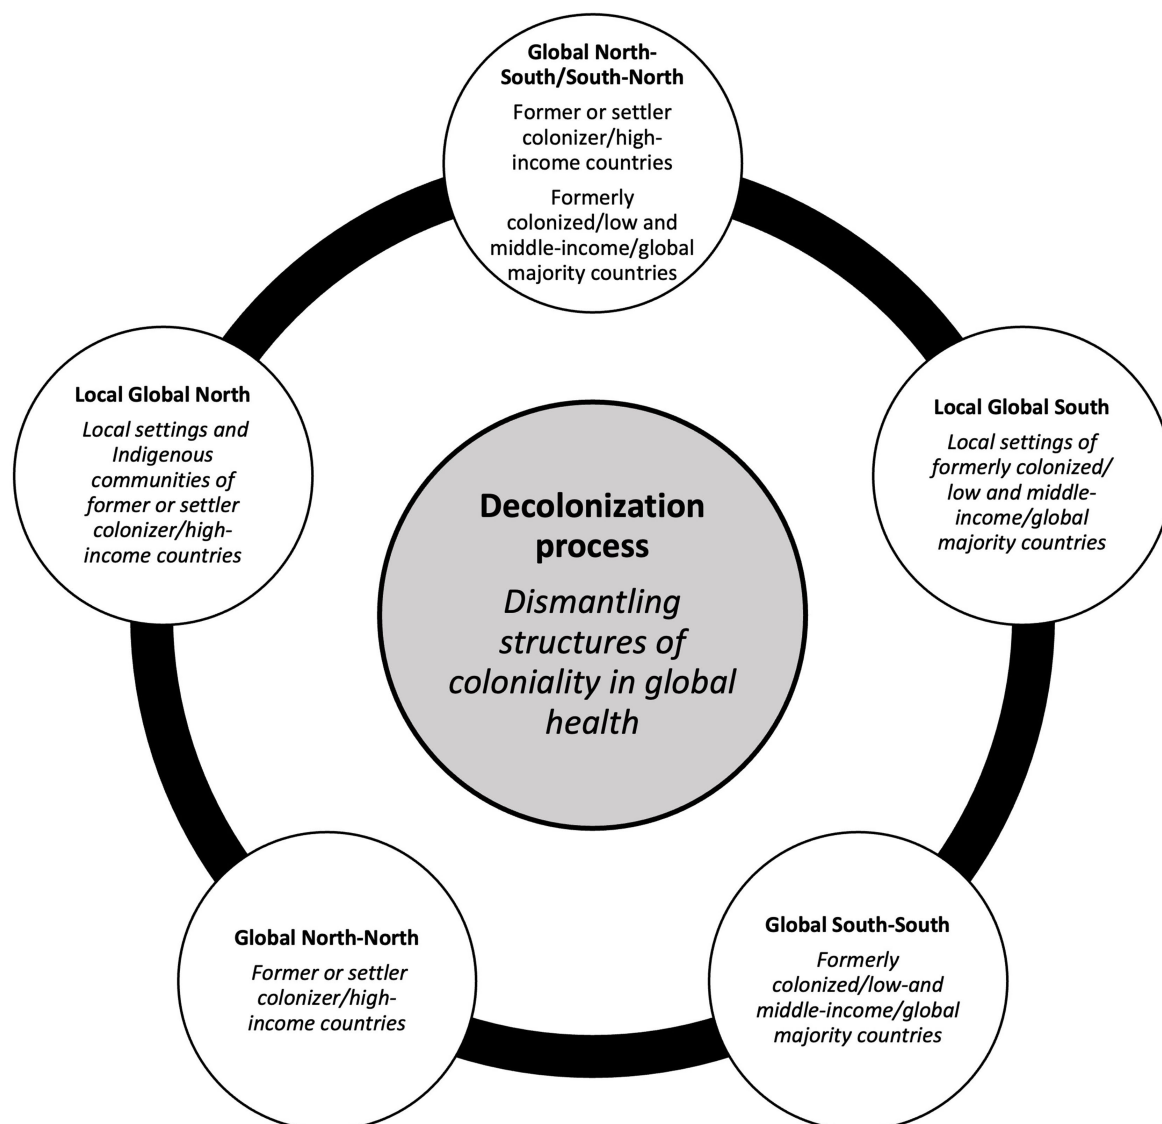 Global North-
South/South-North
Former or settler
colonizer/high-
income countries
Formerly
colonized/low and
middle-income/global
majority countries
Local Global North
Local settings and
Indigenous
communities of
former or settler
colonizer/high-
income countries
Local Global South
Local settings of
formerly colonized/
low and middle-
income/global
majority countries
Decolonization
process
Dismantling
structures of
coloniality in global
health
Global North-North
Former or settler
colonizer/high-
income countries
Global South-South
Formerly
colonized/low-and
middle-income/global
majority countries